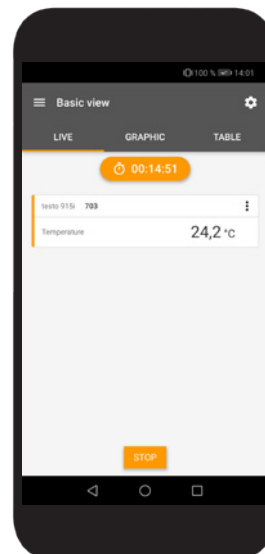 100 % 14:01
Basic view
LIVE GRAPHIC TABLE
00:14:51
testo 915i 703
Temperature 24,2 °C
STOP